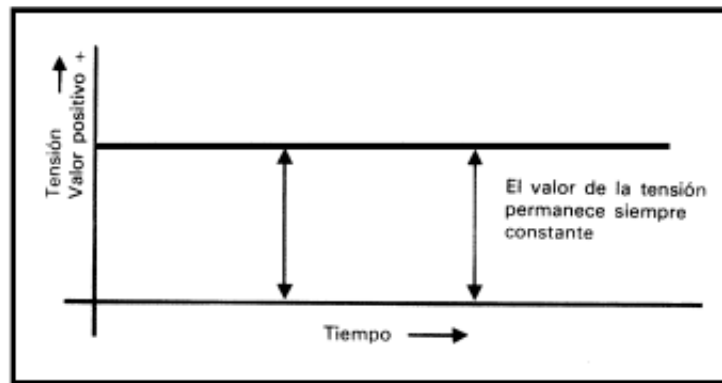 Tensión
Valor positivo +
El valor de la tensión
permanece siempre
constante
Tiempo